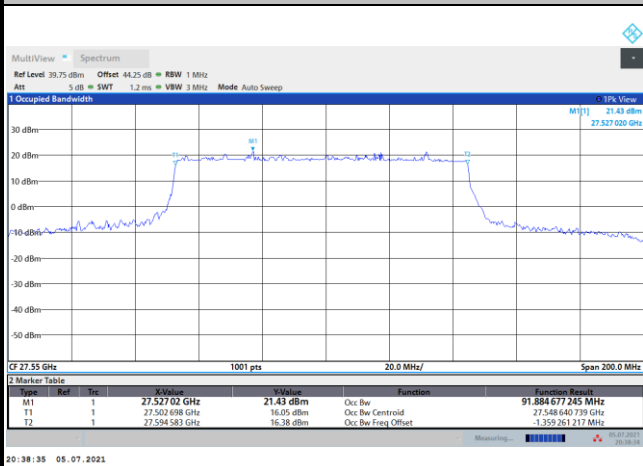 MultiView Spectrum
Ref Level 39.75 dBm Offset 44.25 dB RBW 1 MHz
Att 5 dB SWT 1.2 ms VBW 3 MHz Mode Auto Sweep
1 Occupied Bandwidth 1Pk View
M1[1] 21.43 dBm
27.527 020 GHz
30 dBm
M1
20 dBm
T1 T2
10 dBm
0 dBm
-10 dBm
-20 dBm
-30 dBm
-40 dBm
-50 dBm
CF 27.55 GHz 1001 pts 20.0 MHz/ Span 200.0 MHz
2 Marker Table
Type Ref Trc X-Value Y-Value Function Function Result
M1 1 27.527 02 GHz 21.43 dBm Occ Bw 91.884 677 245 MHz
T1 1 27.502 698 GHz 16.05 dBm Occ Bw Centroid 27.548 640 739 GHz
T2 1 27.594 583 GHz 16.38 dBm Occ Bw Freq Offset -1.359 261 217 MHz
Measuring... 05.07.2021
20:38:34
20:38:35 05.07.2021